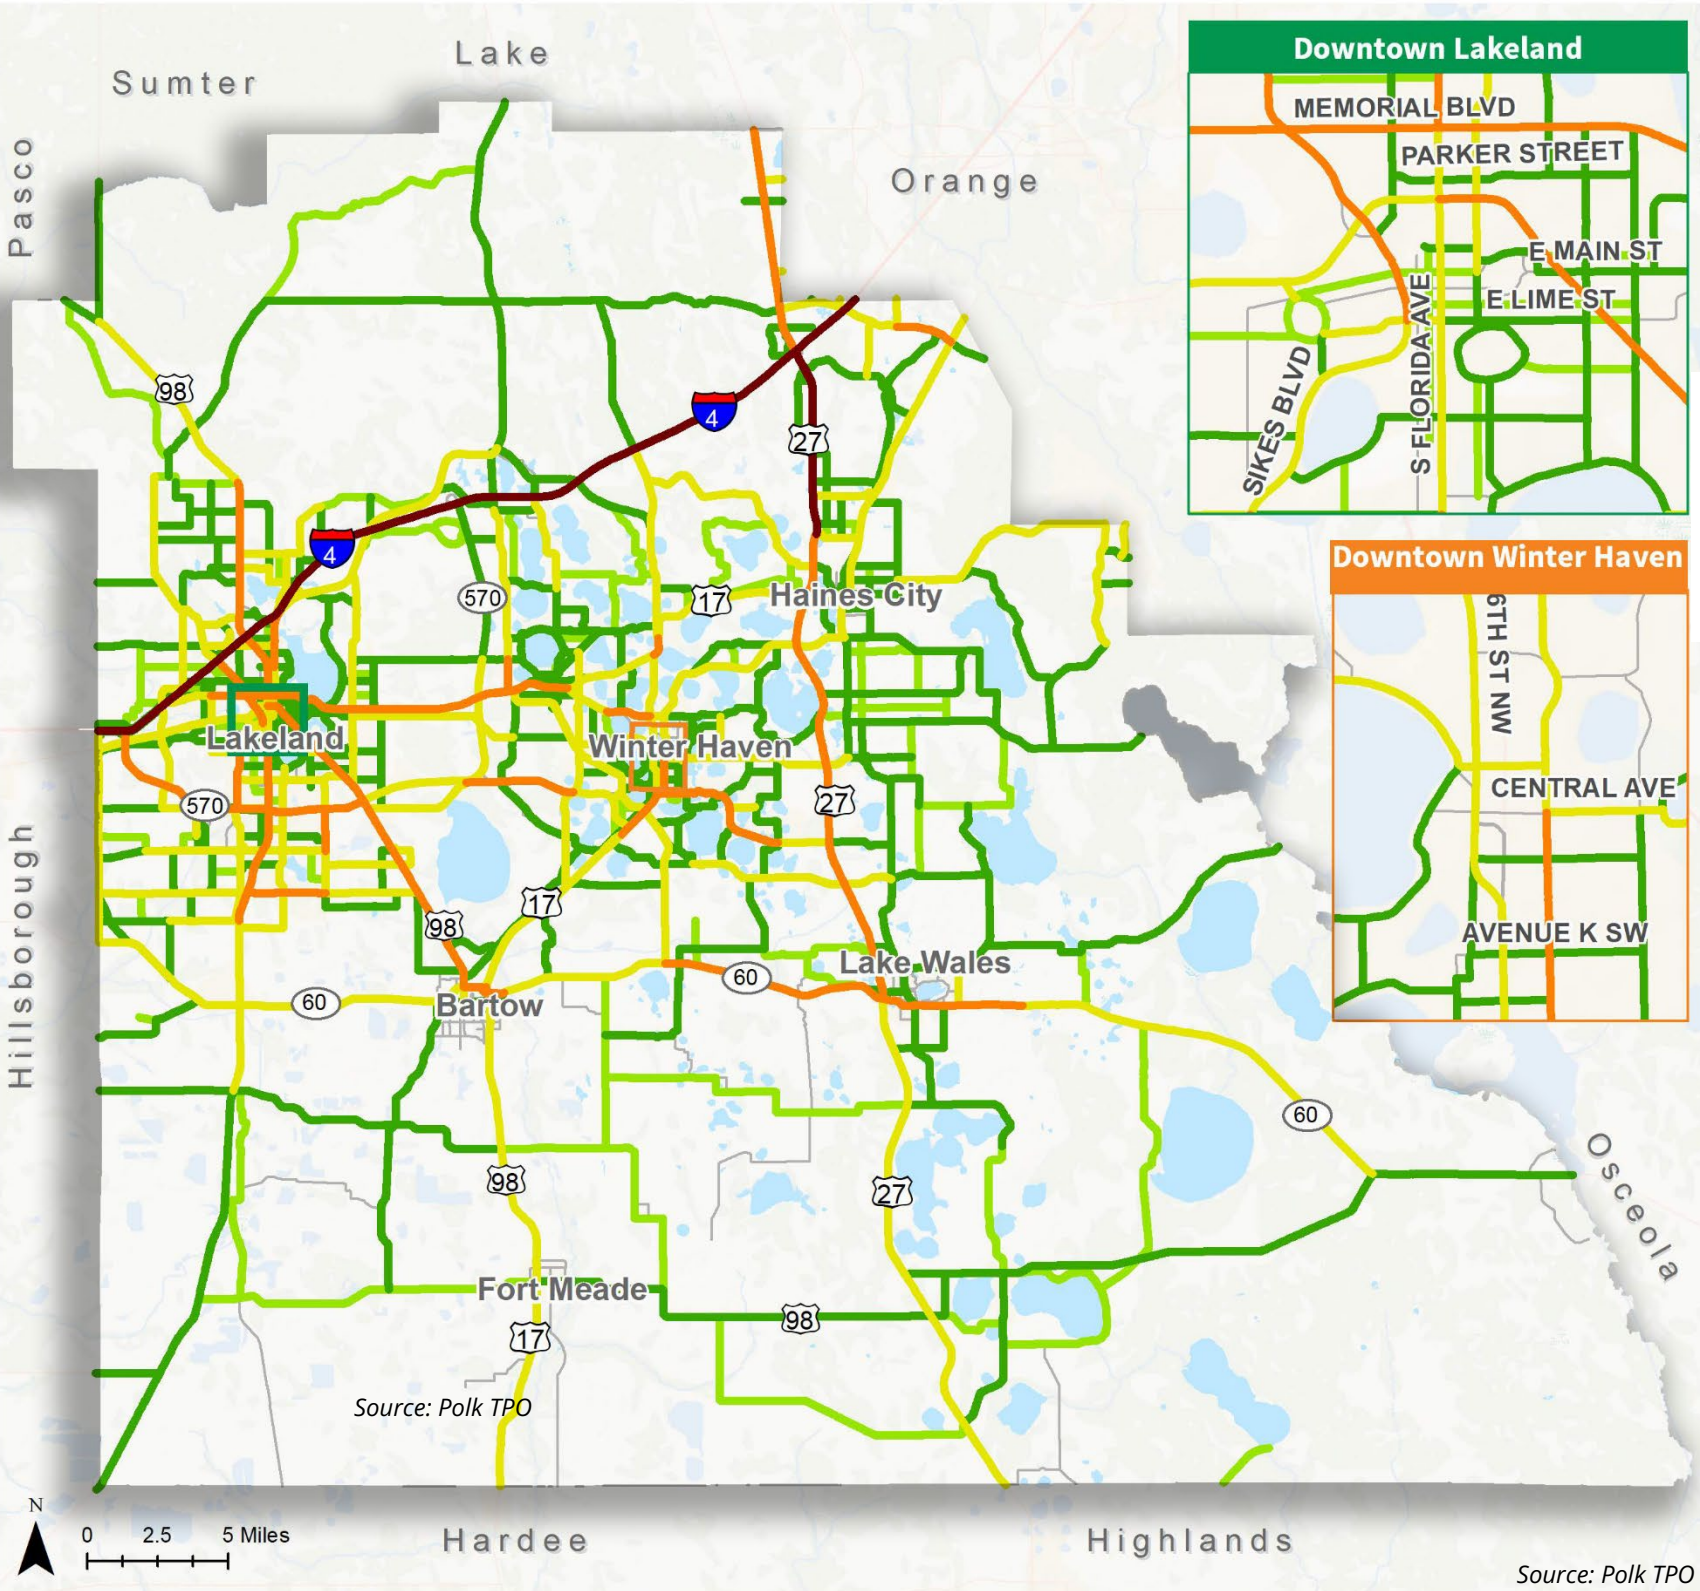 Lake
Sumter
Pasco
Orange
Downtown Lakeland
MEMORIAL BLVD
PARKER STREET
E MAIN ST
E LIME ST
S FLORIDA AVE
SIKES BLVD
98
4
27
4
570
17
Haines City
Downtown Winter Haven
6TH ST NW
CENTRAL AVE
AVENUE K SW
Lakeland
Winter Haven
570
27
Hillsborough
17
98
Lake Wales
60
60
Bartow
60
Osceola
98
27
Fort Meade
98
17
Source: Polk TPO
N
0 2.5 5 Miles
Hardee
Highlands
Source: Polk TPO